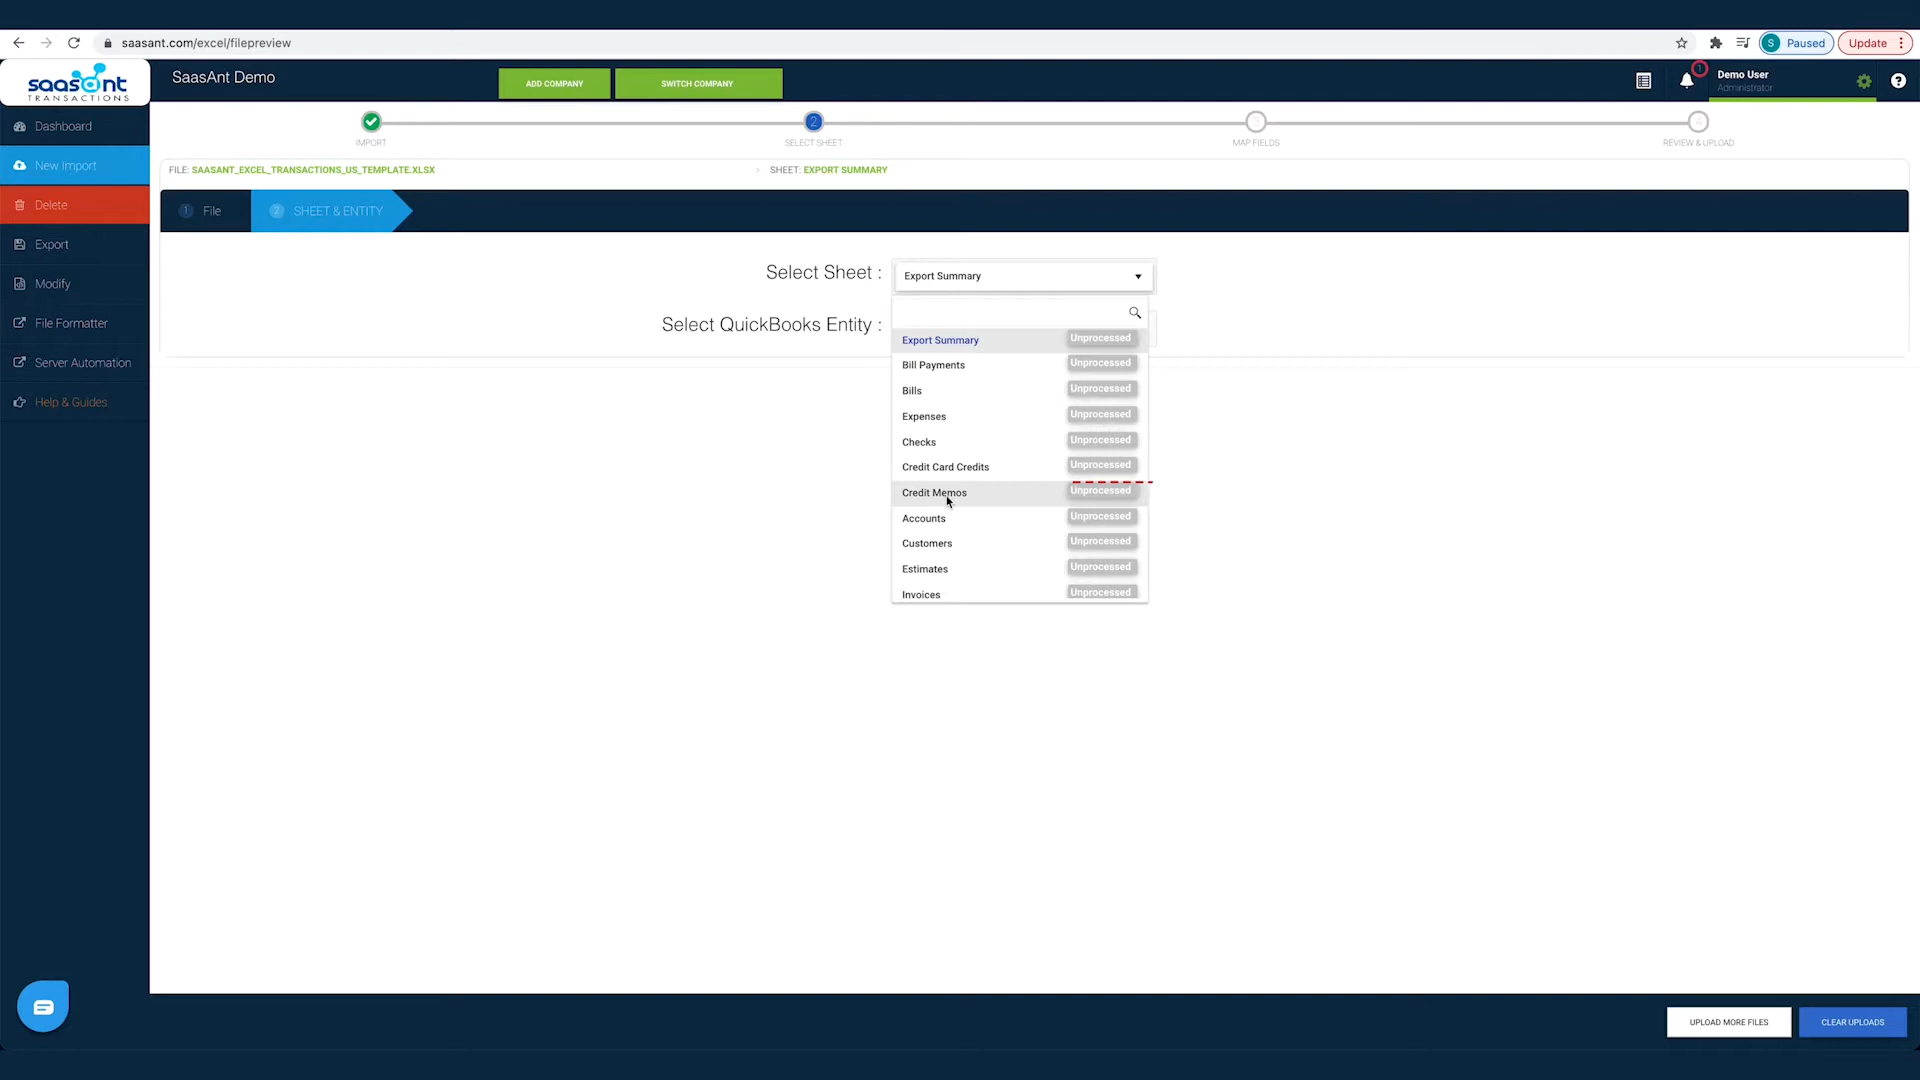 saasant.com/excel/filepreview
S Paused
Update
saasant
TRANSACTIONS
SaasAnt Demo
ADD COMPANY
SWITCH COMPANY
1
Demo User
Administrator
Dashboard
New Import
Delete
Export
Modify
File Formatter
Server Automation
Help & Guides
2
3
4
IMPORT
SELECT SHEET
MAP FIELDS
REVIEW & UPLOAD
FILE: SAASANT_EXCEL_TRANSACTIONS_US_TEMPLATE.XLSX > SHEET: EXPORT SUMMARY
1 File
2 SHEET & ENTITY
Select Sheet : Export Summary
Select QuickBooks Entity :
Export Summary Unprocessed
Bill Payments Unprocessed
Bills Unprocessed
Expenses Unprocessed
Checks Unprocessed
Credit Card Credits Unprocessed
Credit Memos Unprocessed
Accounts Unprocessed
Customers Unprocessed
Estimates Unprocessed
Invoices Unprocessed
UPLOAD MORE FILES
CLEAR UPLOADS